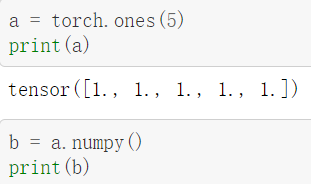 a = torch.ones(5)
print(a)
tensor([1., 1., 1., 1., 1.])
b = a.numpy()
print(b)